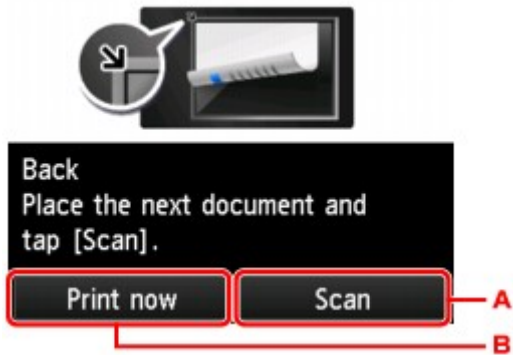 Back
Place the next document and
tap [Scan].
Print now
Scan
A
B